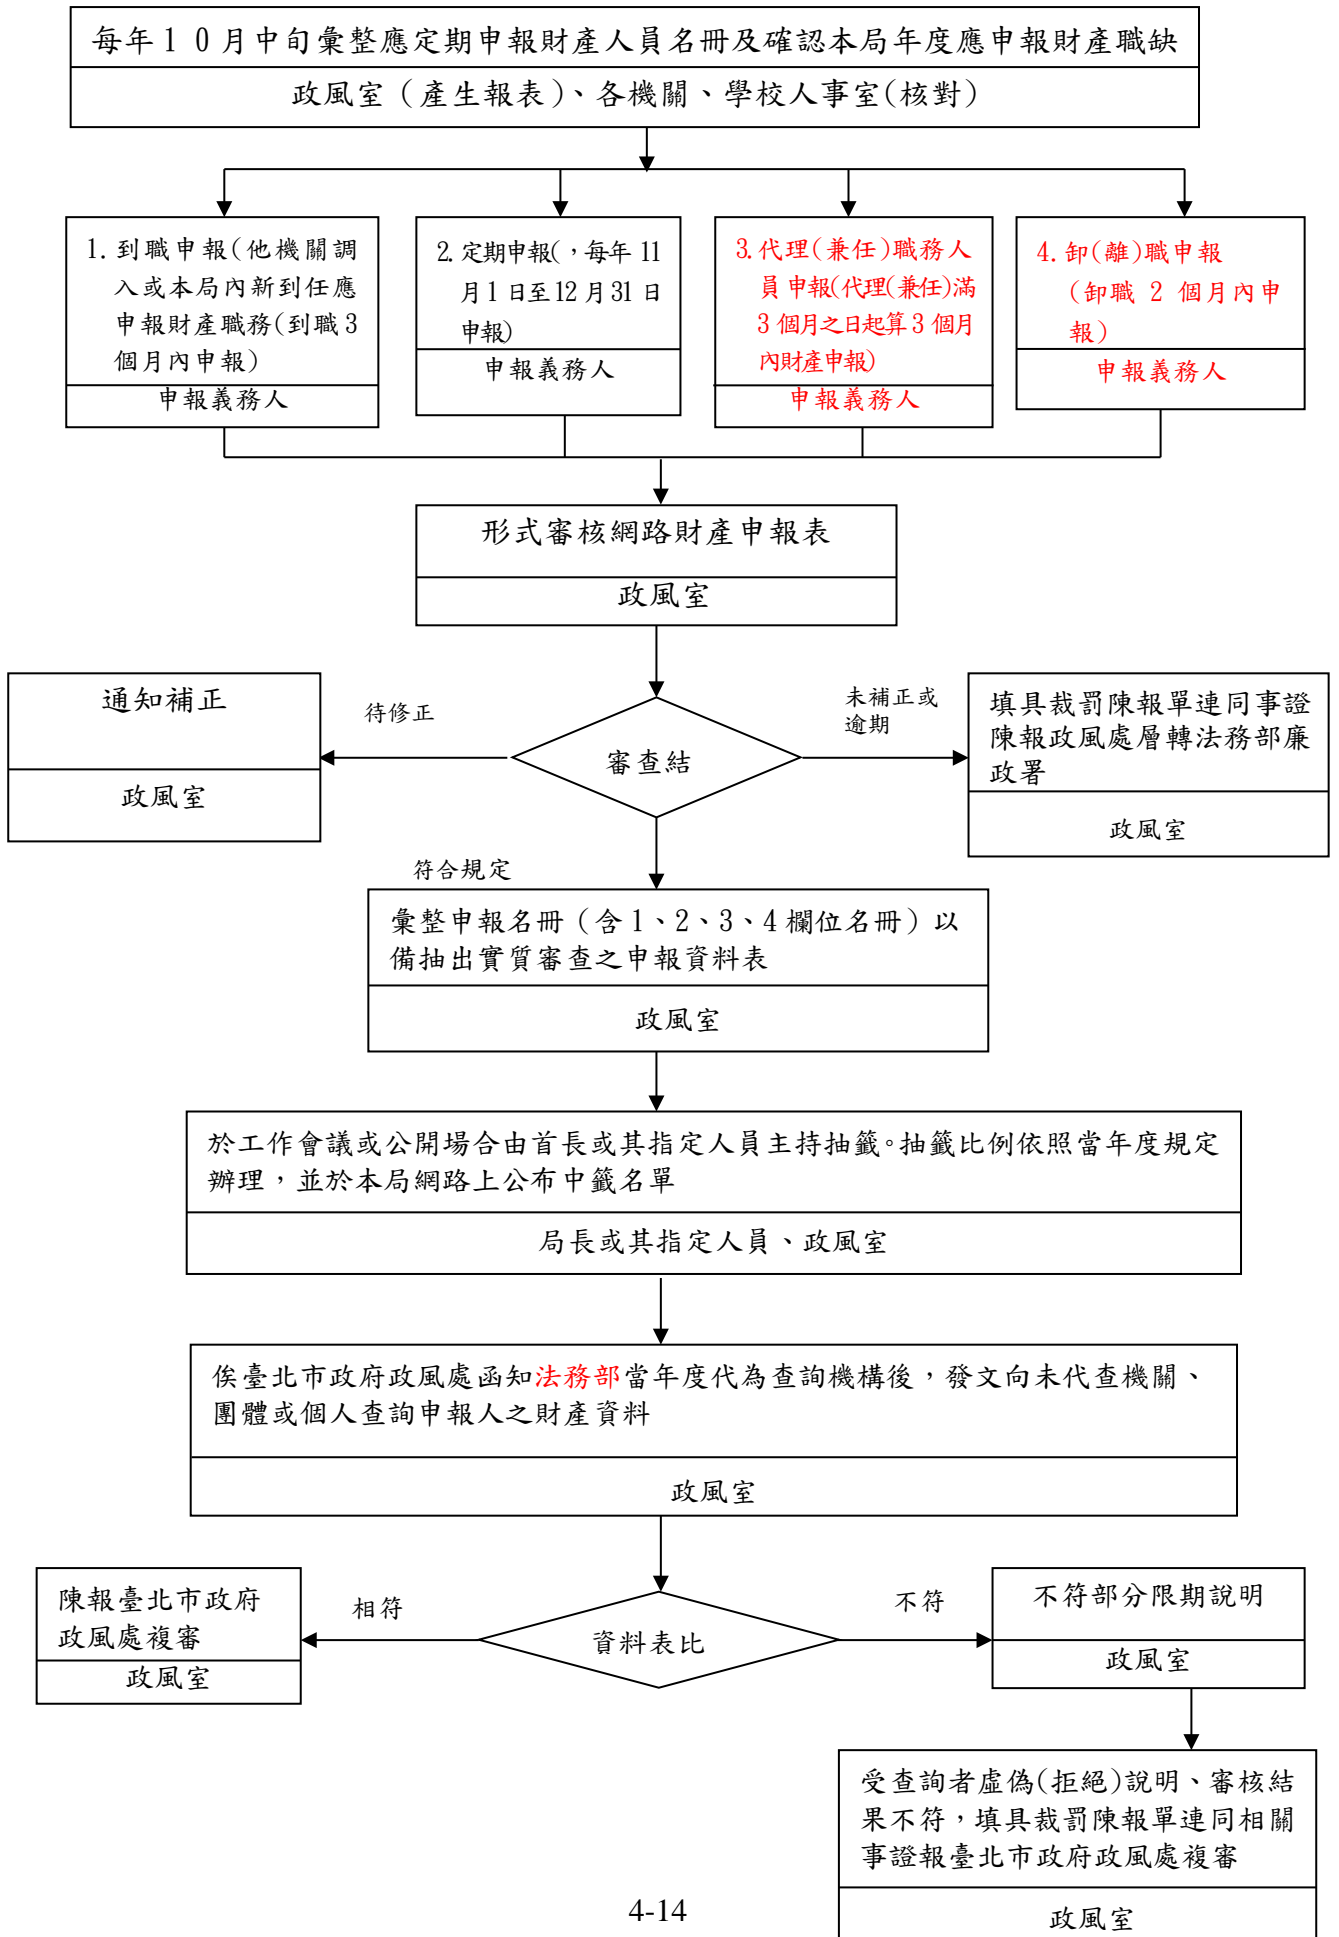 每年１０月中旬彙整應定期申報財產人員名冊及確認本局年度應申報財產職缺
政風室（產生報表）、各機關、學校人事室(核對)
1. 到職申報(他機關調
入或本局內新到任應
申報財產職務(到職3
個月內申報)
申報義務人
2. 定期申報(，每年 11
月1 日至12 月31 日
申報)
申報義務人
3. 代理(兼任)職務人
員申報(代理(兼任)滿
3 個月之日起算 3 個月
內財產申報)
申報義務人
4. 卸(離)職申報
(卸職 2 個月內申
報)
申報義務人
形式審核網路財產申報表
政風室
通知補正
政風室
待修正
審查結
未補正或
逾期
填具裁罰陳報單連同事證
陳報政風處層轉法務部廉
政署
政風室
符合規定
彙整申報名冊（含1、2、3、4欄位名冊）以
備抽出實質審查之申報資料表
政風室
於工作會議或公開場合由首長或其指定人員主持抽籤。抽籤比例依照當年度規定
辦理，並於本局網路上公布中籤名單
局長或其指定人員、政風室
俟臺北市政府政風處函知法務部當年度代為查詢機構後，發文向未代查機關、
團體或個人查詢申報人之財產資料
政風室
陳報臺北市政府
政風處複審
政風室
相符
資料表比
不符
不符部分限期說明
政風室
受查詢者虛偽(拒絕)說明、審核結
果不符，填具裁罰陳報單連同相關
事證報臺北市政府政風處複審
政風室
4-14